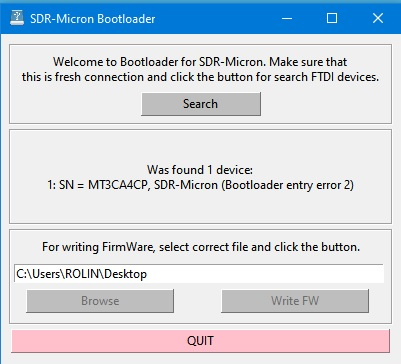 SDR-Micron Bootloader
Welcome to Bootloader for SDR-Micron. Make sure that
this is fresh connection and click the button for search FTDI devices.
Search
Was found 1 device:
1: SN = MT3CA4CP, SDR-Micron (Bootloader entry error 2)
For writing FirmWare, select correct file and click the button.
C:\Users\ROLIN\Desktop
Browse
Write FW
QUIT